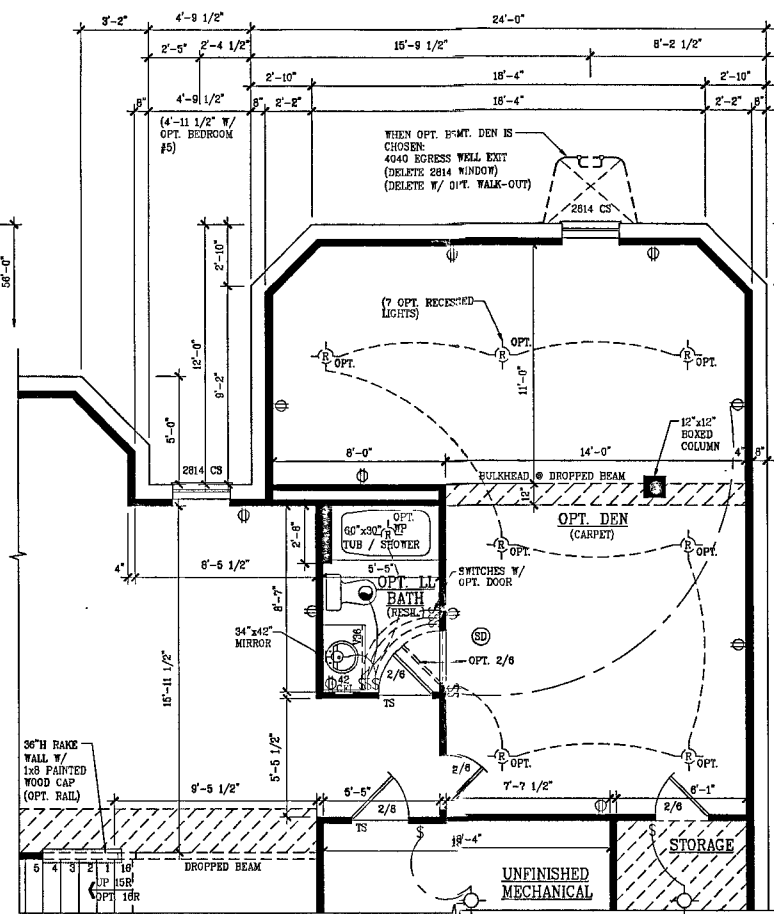 3'-2"
4'-9 1/2"
24'-0"
2'-5"
2'-4 1/2"
15'-9 1/2"
8'-2 1/2"
2'-10"
18'-4"
2'-10"
8"
4'-9 1/2"
8"
2'-2"
18'-4"
2'-2"
8"
(4'-11 1/2" W/
OPT. BEDROOM
#5)
WHEN OPT. BSMT. DEN IS
CHOSEN:
4040 EGRESS WELL EXIT
(DELETE 2814 WINDOW)
(DELETE W/ OPT. WALK-OUT)
2814 CS
56'-0"
2'-10"
12'-0"
9'-2"
5'-0"
(7 OPT. RECESSED
LIGHTS)
R
OPT.
R
OPT.
R
OPT.
11'-0"
12"x12"
BOXED
COLUMN
8'-0"
14'-0"
4"
8"
2814 CS
BULKHEAD @ DROPPED BEAM
12"
OPT. DEN
(CARPET)
OPT.
WP
R
60"x30"
TUB / SHOWER
2'-8"
R
OPT.
R
OPT.
4"
8'-5 1/2"
5'-5"
SWITCHES W/
OPT. DOOR
OPT. LL
BATH
(RESIL.)
8'-7"
34"x42"
MIRROR
V36
SD
OPT. 2/6
2/6
42
TS
15'-11 1/2"
5'-5 1/2"
36"H RAKE
WALL W/
1x8 PAINTED
WOOD CAP
(OPT. RAIL)
R
OPT.
R
OPT.
2/6
9'-5 1/2"
5'-5"
7'-7 1/2"
6'-1"
2/8
2/6
TS
18'-4"
STORAGE
DROPPED BEAM
5 4 3 2 1 16
UP 15R
OPT. 16R
UNFINISHED
MECHANICAL